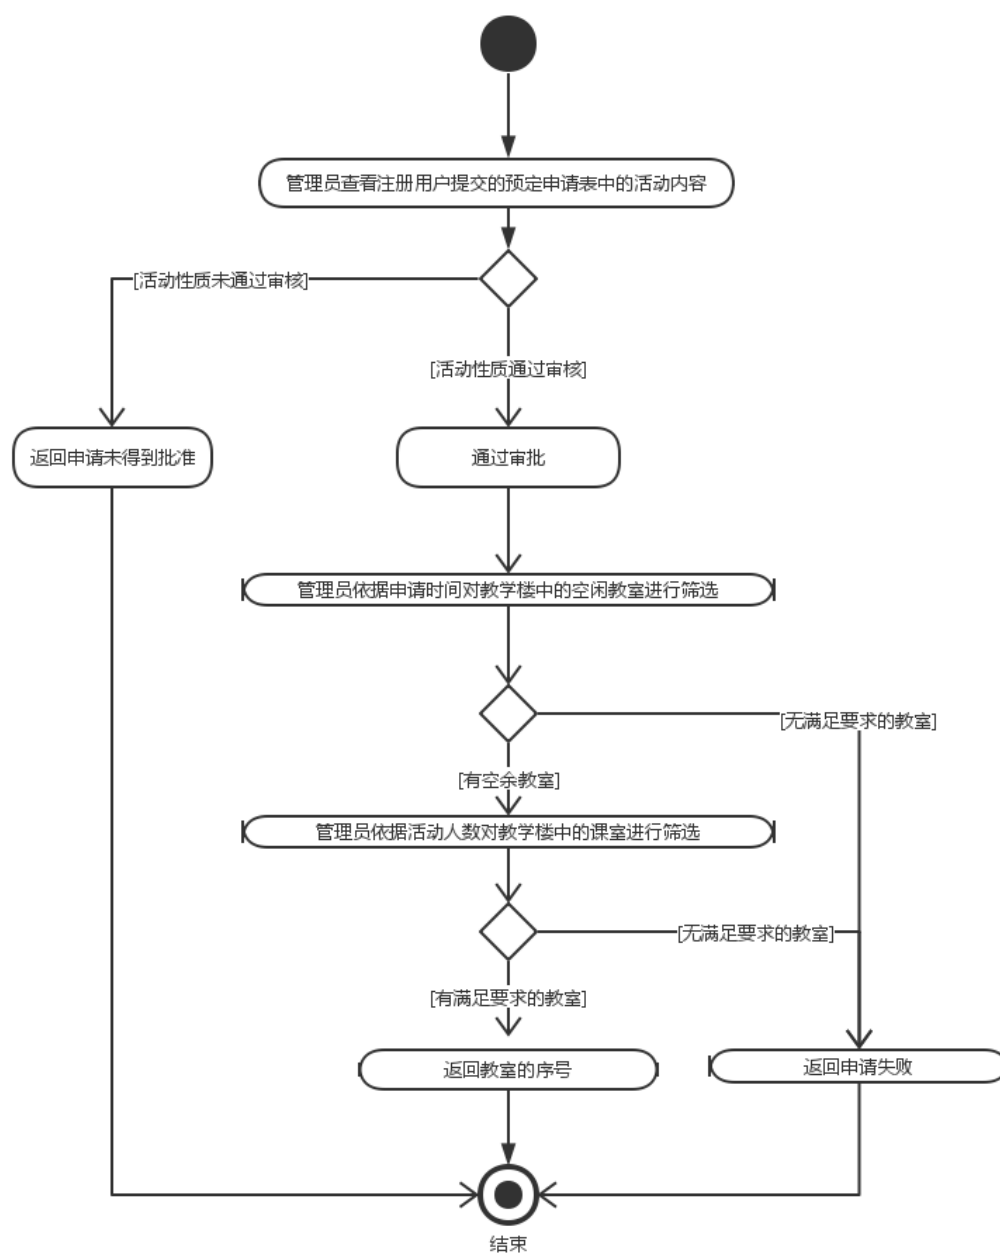 管理员查看注册用户提交的预定申请表中的活动内容
[活动性质未通过审核]
[活动性质通过审核]
返回申请未得到批准
通过审批
管理员依据申请时间对教学楼中的空闲教室进行筛选
[无满足要求的教室]
[有空余教室]
管理员依据活动人数对教学楼中的课室进行筛选
[无满足要求的教室]
[有满足要求的教室]
返回教室的序号
返回申请失败
结束